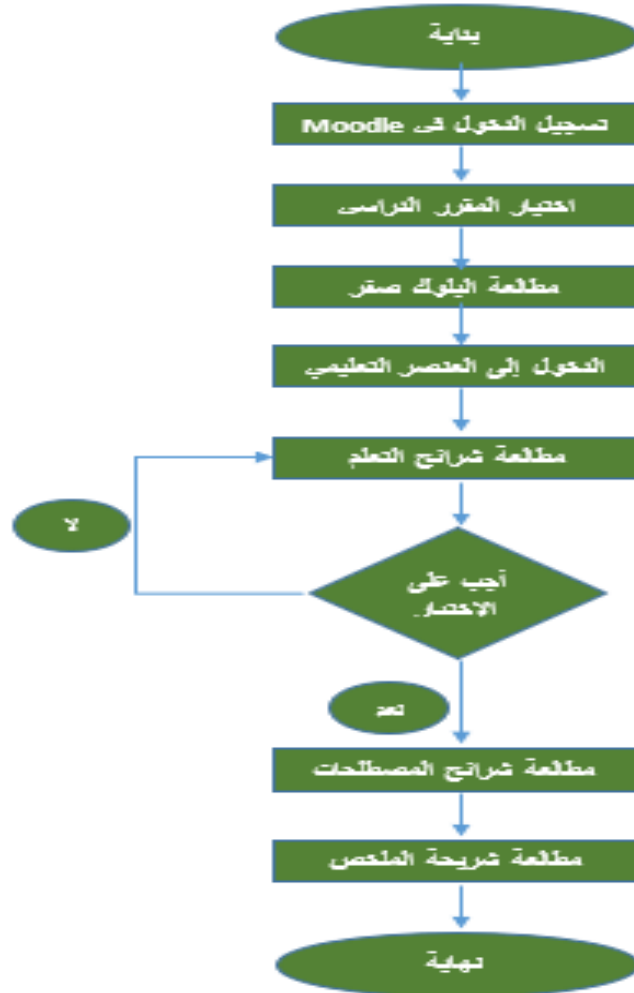 بداية
تسجيل الدخول فى Moodle
اختيار المقرر الدراسى
مطالعة البلوك صفر
الدخول إلى العنصر التعليمي
مطالعة شرائح التعلم
لا
أجب على
الاختبار
نعم
مطالعة شرائح المصطلحات
مطالعة شريحة الملخص
نهاية